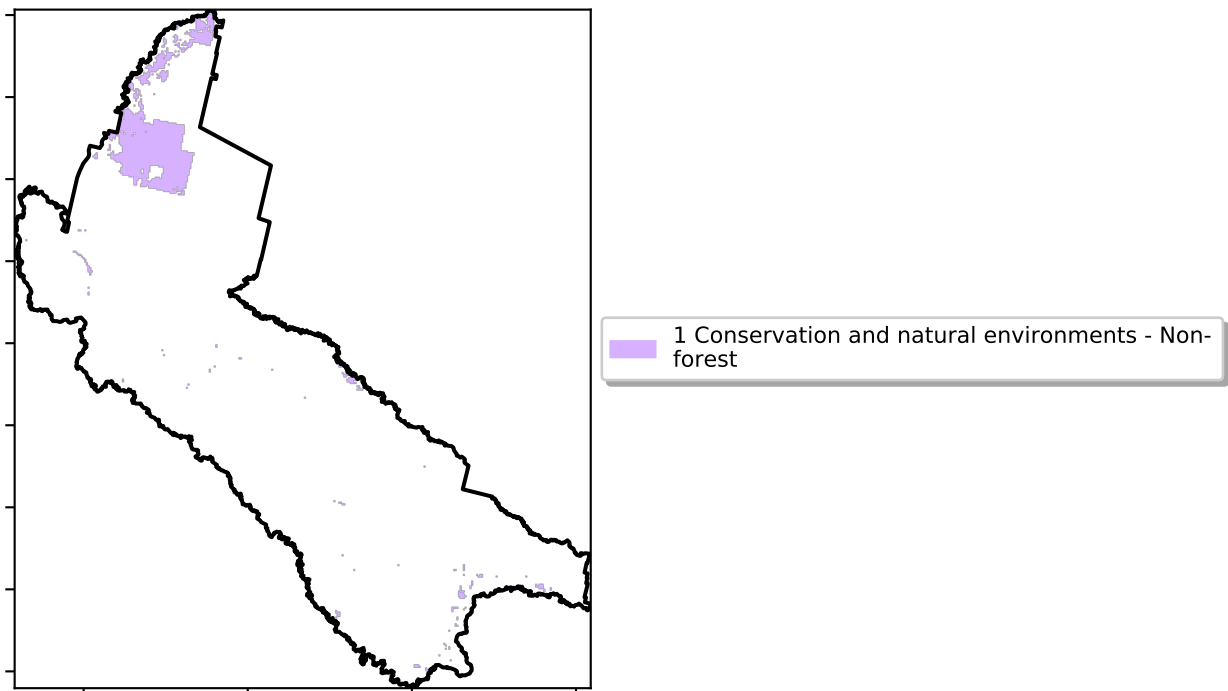 1 Conservation and natural environments - Non-
forest